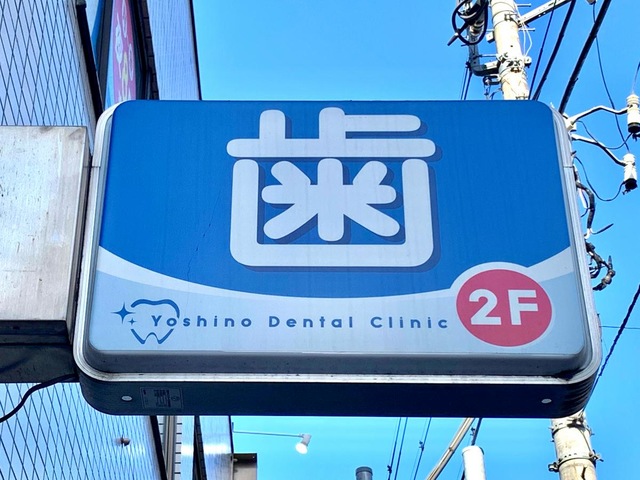 歯
Yoshino Dental Clinic
2F